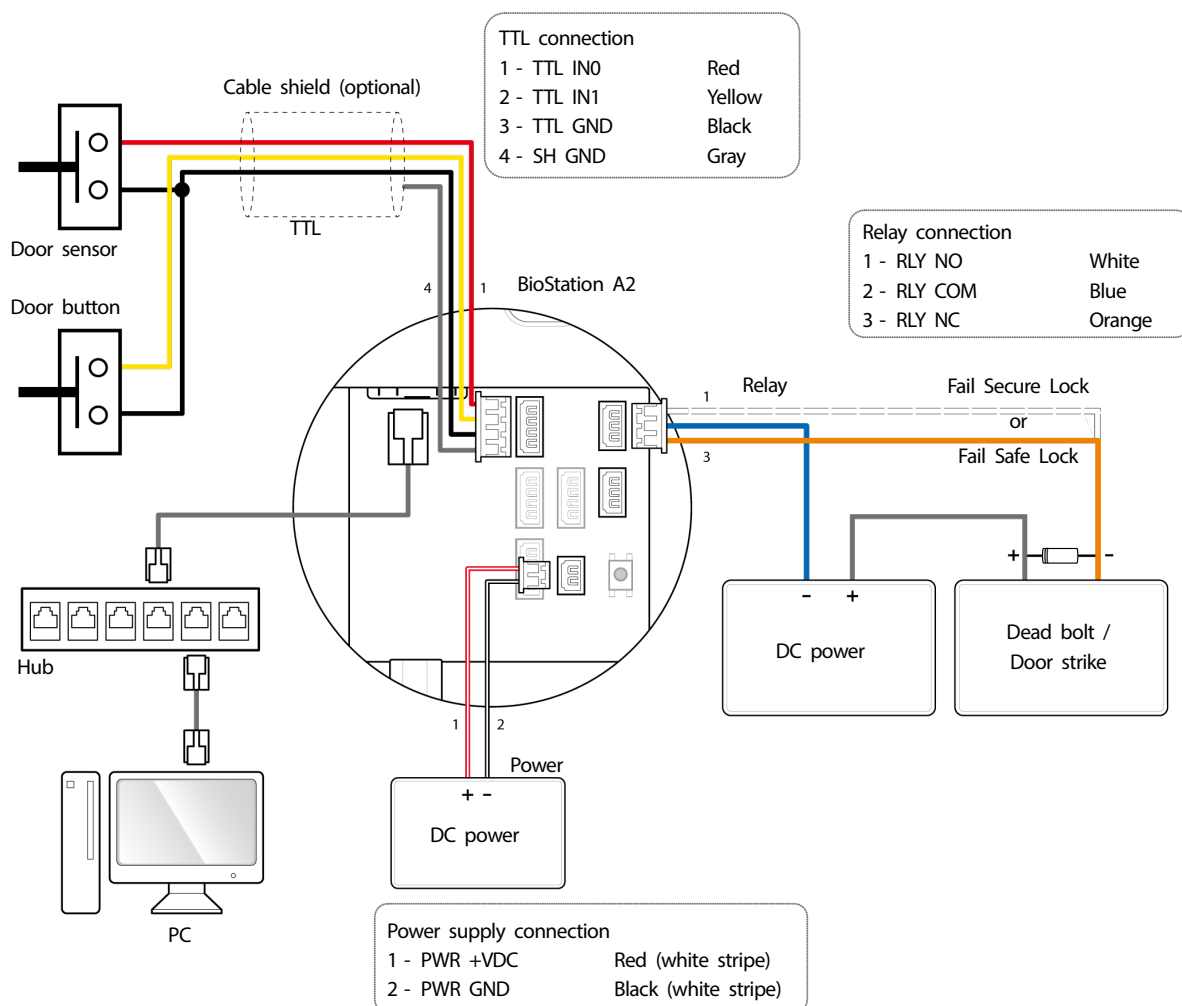 TTL connection
1 - TTL IN0 Red
2 - TTL IN1 Yellow
3 - TTL GND Black
4 - SH GND Gray
Cable shield (optional)
TTL
Door sensor
Door button
4
1
BioStation A2
Relay connection
1 - RLY NO White
2 - RLY COM Blue
3 - RLY NC Orange
1
Relay
Fail Secure Lock
or
3
Fail Safe Lock
+
-
- +
DC power
Dead bolt /
Door strike
Hub
PC
1
2
Power
+ -
DC power
Power supply connection
1 - PWR +VDC Red (white stripe)
2 - PWR GND Black (white stripe)